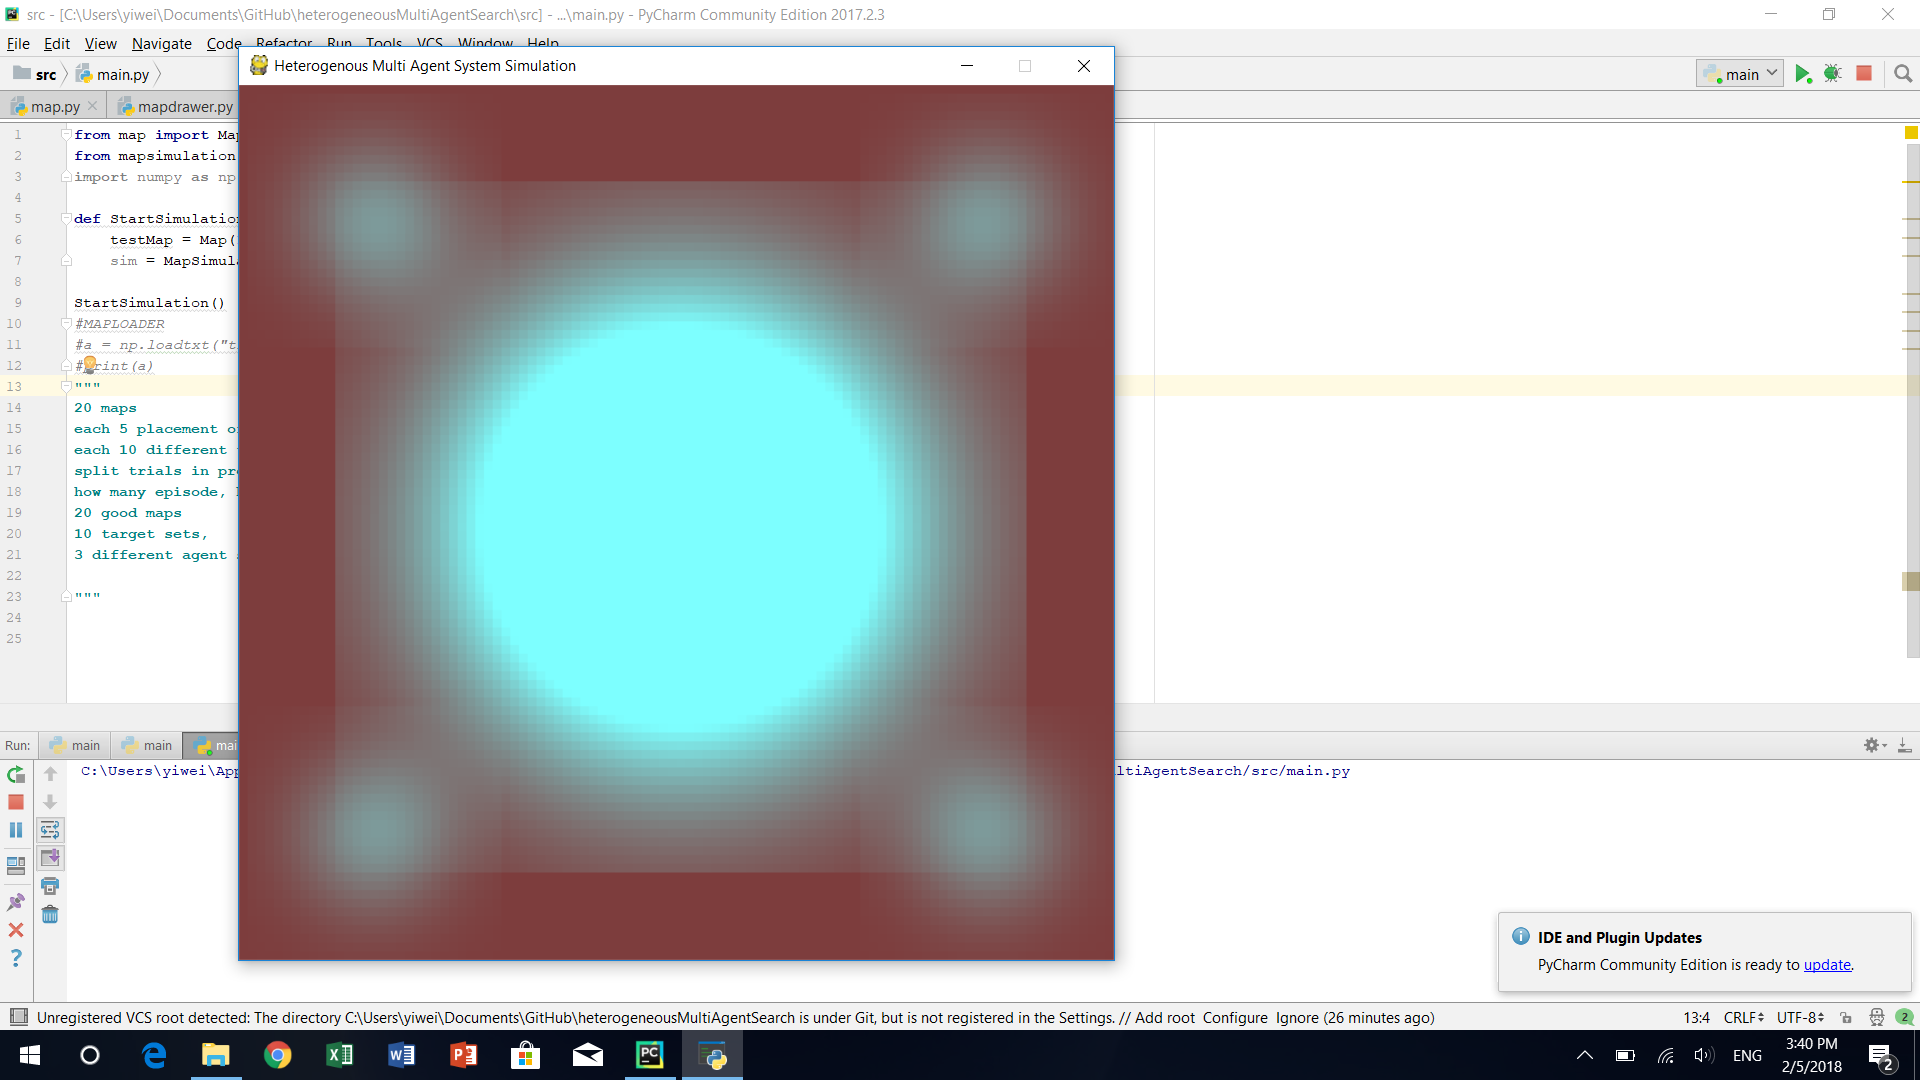 src - [C:\Users\yiwei\Documents\GitHub\heterogeneousMultiAgentSearch\src] - ...\main.py - PyCharm Community Edition 2017.2.3
File Edit View Navigate Code Refactor Run Tools VCS Window Help
Heterogenous Multi Agent System Simulation
src main.py
main
map.py mapdrawer.py
1 from map import Map
2 from mapsimulation
3 import numpy as np
4
5 def StartSimulation
6 testMap = Map(
7 sim = MapSimula
8
9 StartSimulation()
10 #MAPLOADER
11 #a = np.loadtxt("t
12 #print(a)
13 """
14 20 maps
15 each 5 placement o
16 each 10 different
17 split trials in pr
18 how many episode,
19 20 good maps
20 10 target sets,
21 3 different agent
22
23 """
24
25
Run: main main mai
C:\Users\yiwei\App ltiAgentSearch/src/main.py
IDE and Plugin Updates
PyCharm Community Edition is ready to update.
Unregistered VCS root detected: The directory C:\Users\yiwei\Documents\GitHub\heterogeneousMultiAgentSearch is under Git, but is not registered in the Settings. // Add root Configure Ignore (26 minutes ago)
13:4 CRLF UTF-8 2
ENG
3:40 PM
2/5/2018
2